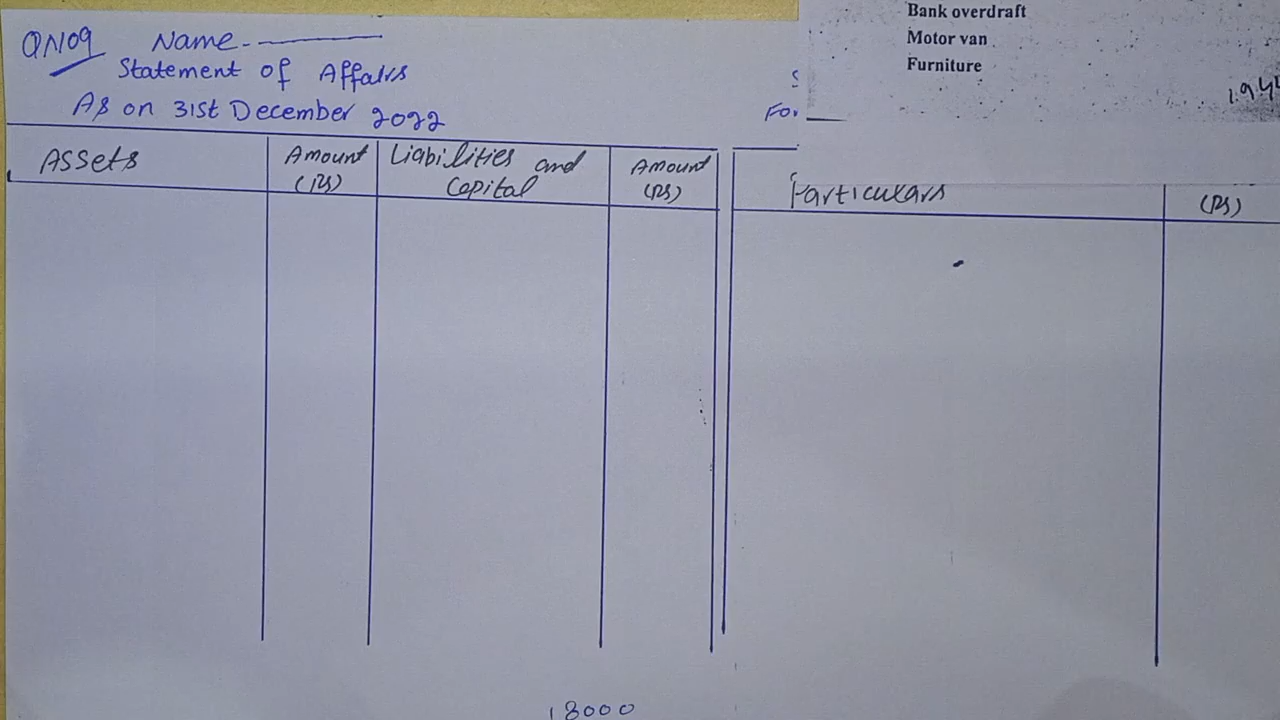 QN09 Name
Statement of Affairs
As on 31st December 2022
Assets
Amount
(Rs)
Liabilities and
Capital
Amount
(Rs)
Bank overdraft
Motor van
Furniture
S
For
Particulars
(Rs)
18000